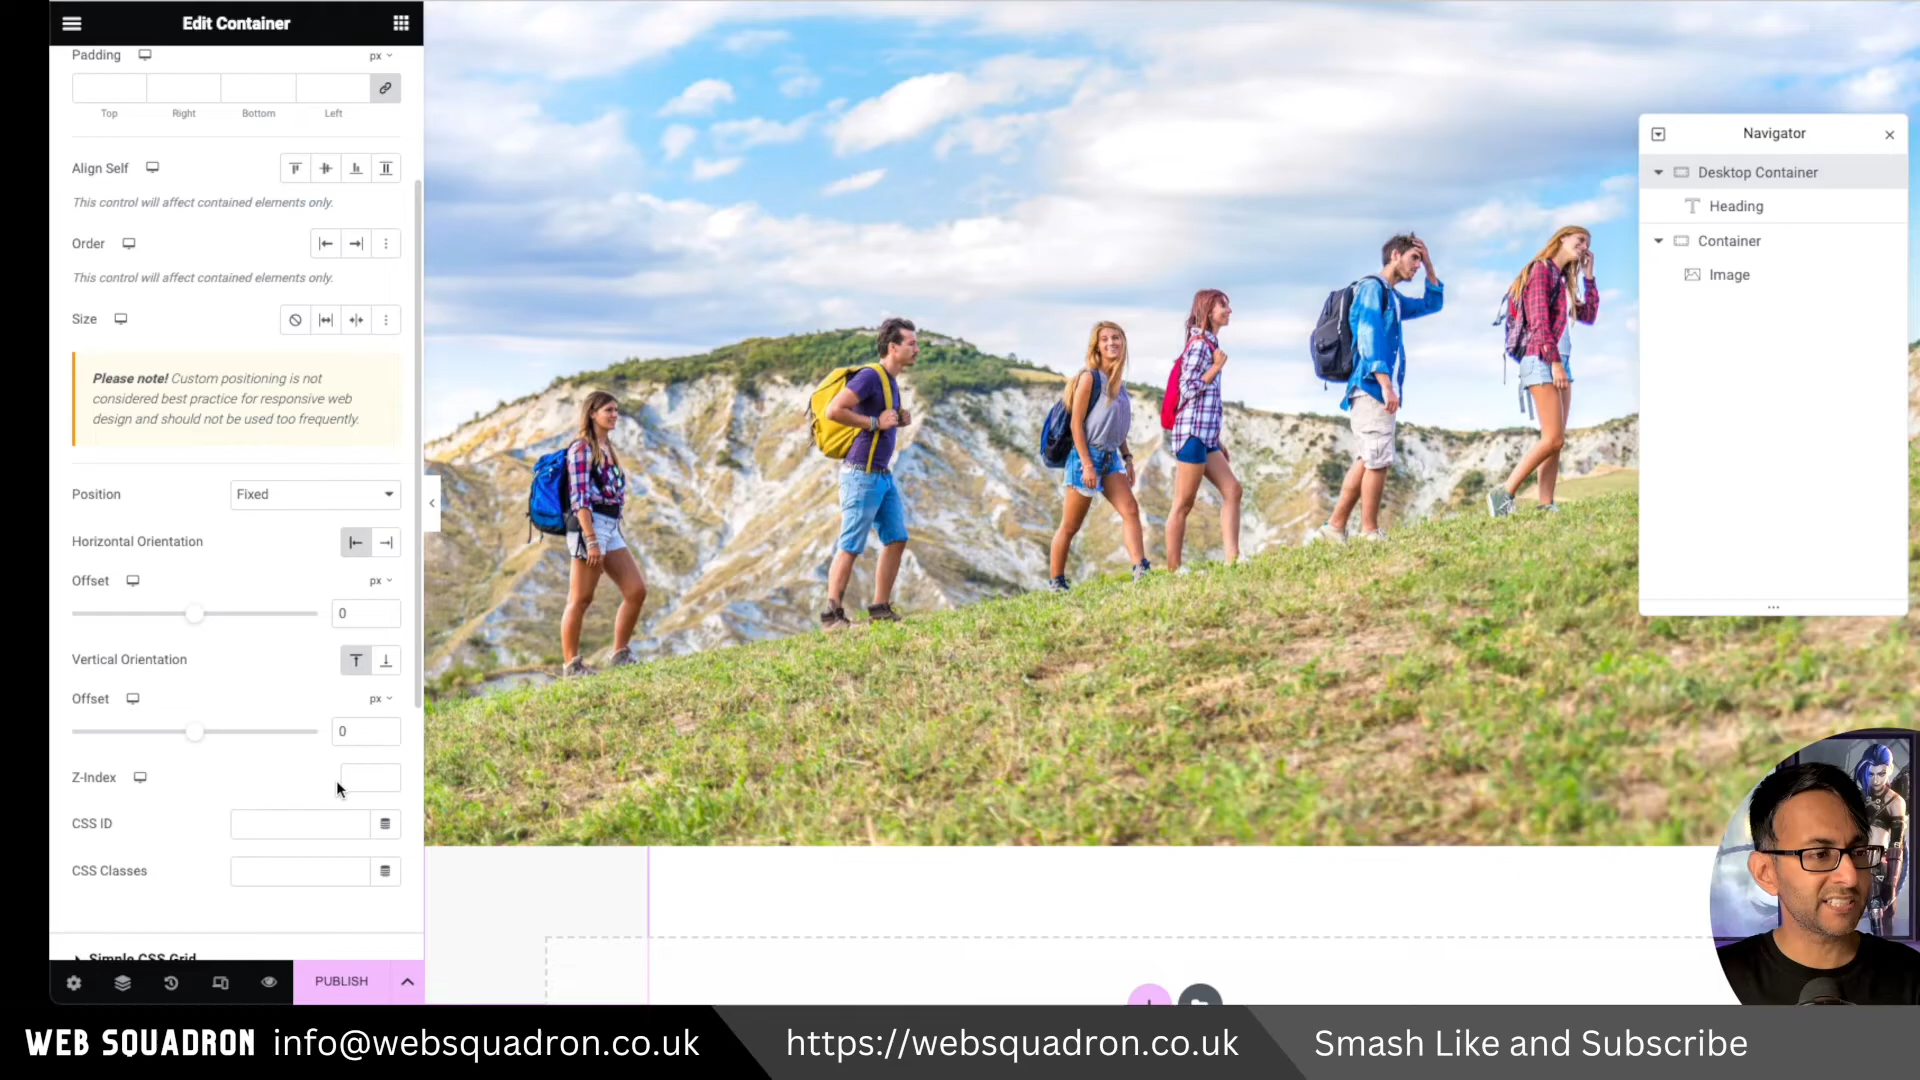 Edit Container
Padding
px
Top Right Bottom Left
Align Self
This control will affect contained elements only.
Order
This control will affect contained elements only.
Size
Please note! Custom positioning is not
considered best practice for responsive web
design and should not be used too frequently.
Position
Fixed
Horizontal Orientation
Offset
px
0
Vertical Orientation
Offset
px
0
Z-Index
CSS ID
CSS Classes
Simple CSS Grid
PUBLISH
Navigator
Desktop Container
Heading
Container
Image
WEB SQUADRON info@websquadron.co.uk https://websquadron.co.uk Smash Like and Subscribe